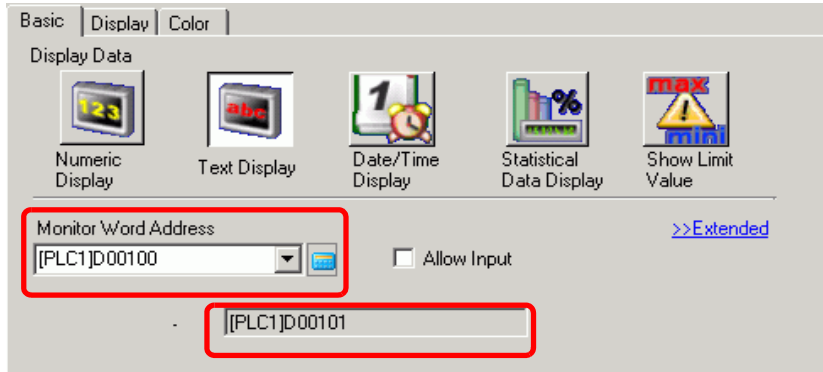 Basic Display Color
Display Data
123 abc 1 % max mini
Numeric Display Text Display Date/Time Display Statistical Data Display Show Limit Value
Monitor Word Address >>Extended
[PLC1]D00100 Allow Input
- [PLC1]D00101